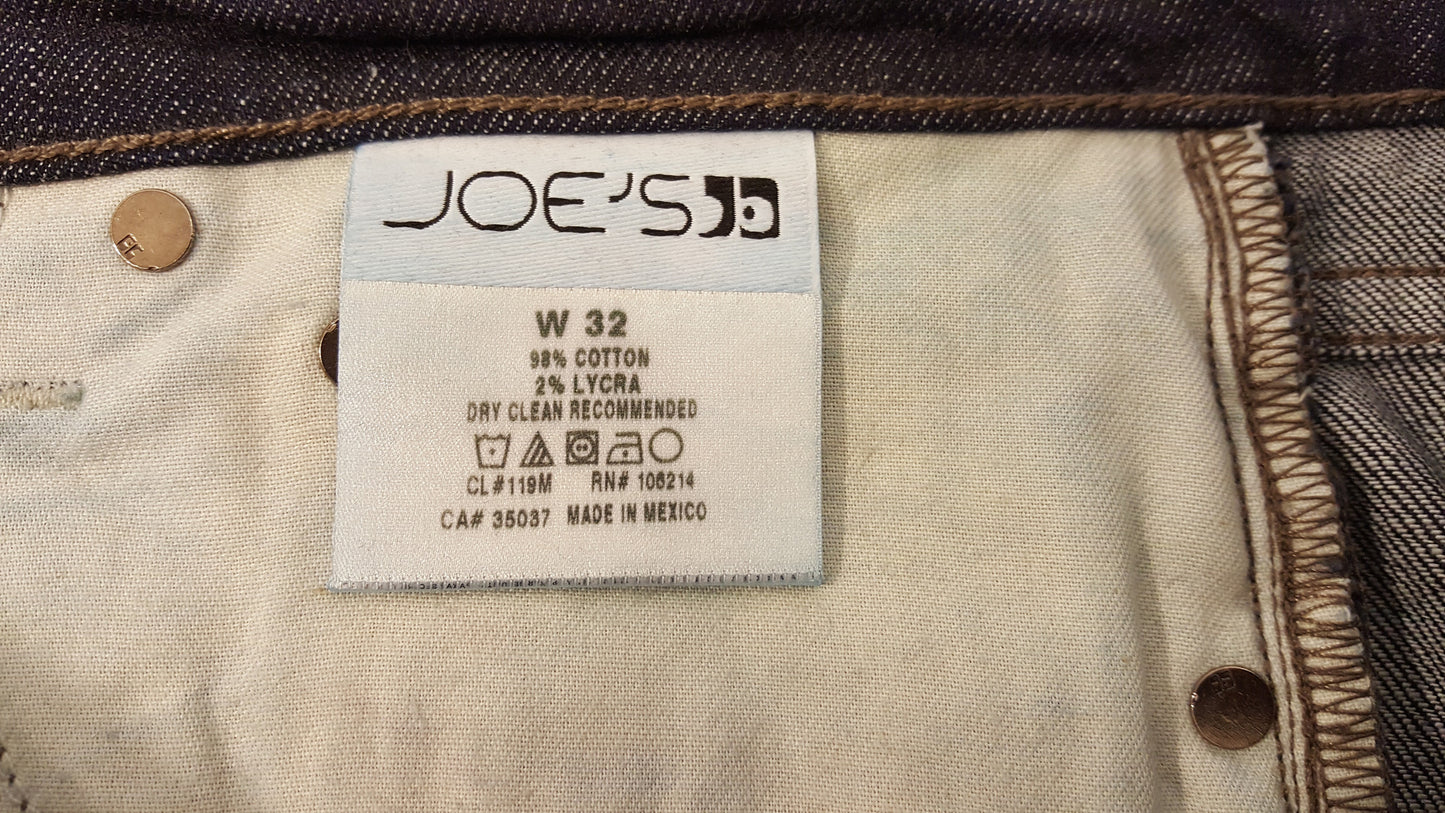 JOE'S
W 32
98% COTTON
2% LYCRA
DRY CLEAN RECOMMENDED
CL#119M RN# 106214
CA# 35037 MADE IN MEXICO